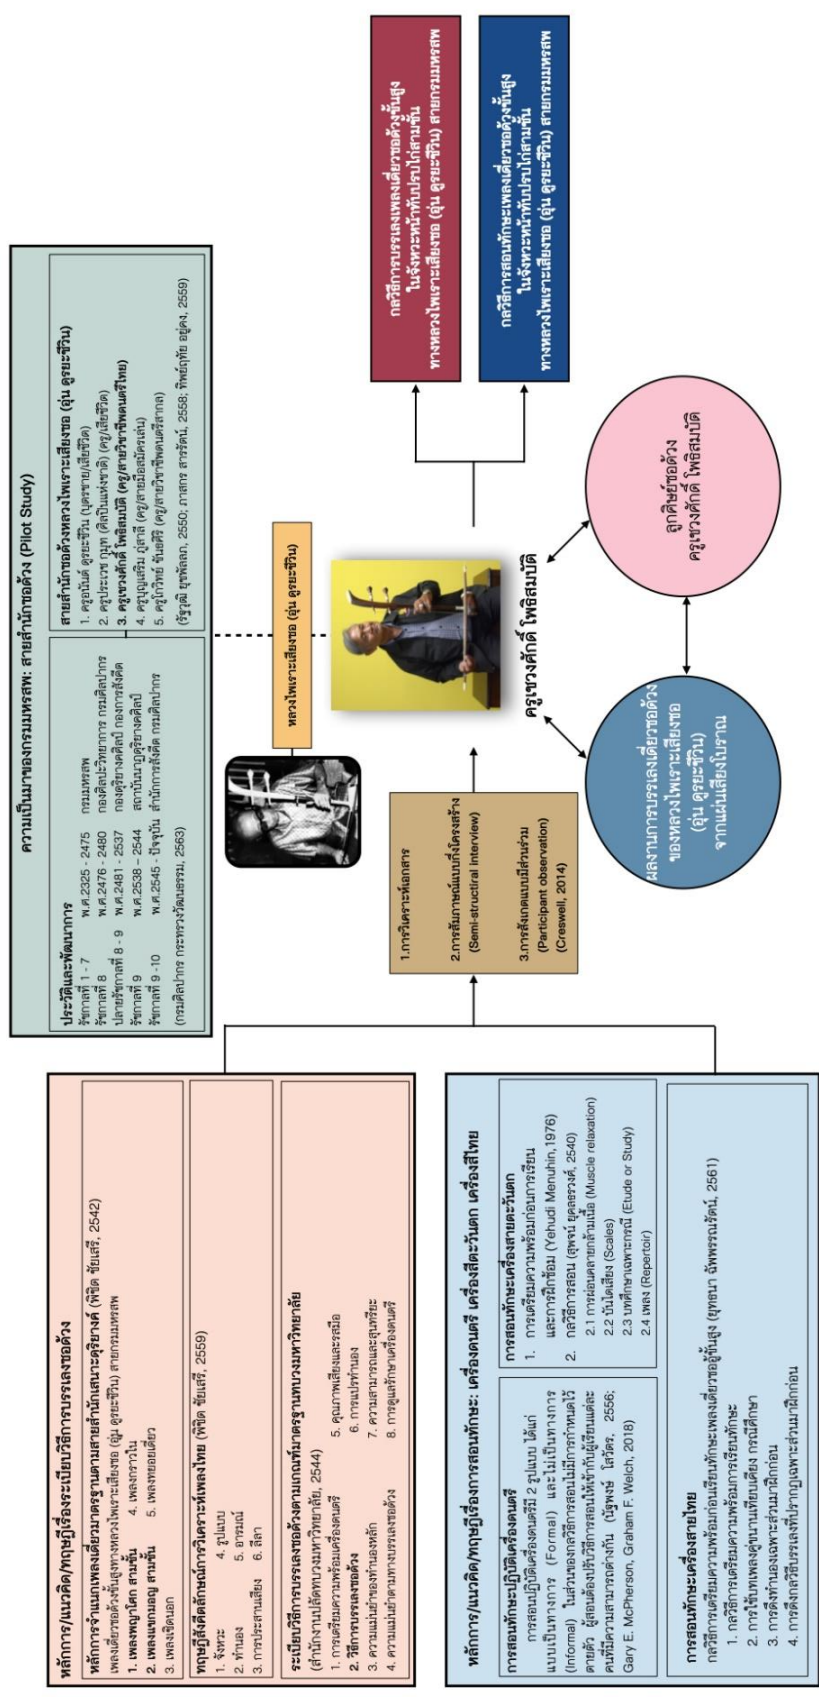 ความเป็นมาของกรมมหรสพ: สายสำนักซอด้วง (Pilot Study)
ประวัติและพัฒนาการ
รัชกาลที่ 1 - 7 พ.ศ.2325 - 2475 กรมมหรสพ
รัชกาลที่ 8 พ.ศ.2476 - 2480 กองศิลปะวิทยาการ กรมศิลปากร
ปลายรัชกาลที่ 8 - 9 พ.ศ.2481 - 2537 กองดุริยางคศิลป์ กองการสังคีต
รัชกาลที่ 9 พ.ศ.2538 – 2544 สถาบันนาฏดุริยางคศิลป์
รัชกาลที่ 9 -10 พ.ศ.2545 - ปัจจุบัน สำนักการสังคีต กรมศิลปากร
(กรมศิลปากร กระทรวงวัฒนธรรม, 2563)
สายสำนักซอด้วงหลวงไพเราะเสียงซอ (อุ่น ดูรยะชีวิน)
1. ครูอนันต์ ดูรยะชีวิน (บุตรชาย/เสียชีวิต)
2. ครูประเวช กุมุท (ศิลปินแห่งชาติ) (ครู/เสียชีวิต)
3. ครูเชวงศักดิ์ โพธิสมบัติ (ครู/สายวิชาชีพดนตรีไทย)
4. ครูบุญเสริม ภู่สาลี (ครู/สายมือสมัครเล่น)
5. ครูโกวิทย์ ขันธศิริ (ครู/สายวิชาชีพดนตรีสากล)
(รัฐวุฒิ ยุชพัลลภ, 2550; ภาสกร สารรัตน์, 2558; ทิพย์ฤทัย อยู่คง, 2559)
หลักการ/แนวคิด/ทฤษฎีเรื่องระเบียบวิธีการบรรเลงซอด้วง
หลักการจำแนกเพลงเดี่ยวมาตรฐานตามสายสำนักเสนาะดุริยางค์ (พิชิต ชัยเสรี, 2542)
เพลงเดี่ยวซอด้วงขั้นสูงทางหลวงไพเราะเสียงซอ (อุ่น ดูรยะชีวิน) สายกรมมหรสพ
1. เพลงพญาโศก สามชั้น 4. เพลงกราวใน
2. เพลงแขกมอญ สามชั้น 5. เพลงทยอยเดี่ยว
3. เพลงเชิดนอก
ทฤษฎีสังคีตลักษณ์การวิเคราะห์เพลงไทย (พิชิต ชัยเสรี, 2559)
1. จังหวะ 4. รูปแบบ
2. ทำนอง 5. อารมณ์
3. การประสานเสียง 6. ลีลา
ระเบียบวิธีการบรรเลงซอด้วงตามเกณฑ์มาตรฐานทบวงมหาวิทยาลัย
(สำนักงานปลัดทบวงมหาวิทยาลัย, 2544)
1. การเตรียมความพร้อมเครื่องดนตรี 5. คุณภาพเสียงและรสมือ
2. วิธีการบรรเลงซอด้วง 6. การแปรทำนอง
3. ความแม่นยำของทำนองหลัก 7. ความสามารถและสุนทรียะ
4. ความแม่นยำตามทางบรรเลงซอด้วง 8. การดูแลรักษาเครื่องดนตรี
หลักการ/แนวคิด/ทฤษฎีเรื่องการสอนทักษะ: เครื่องดนตรี เครื่องสีตะวันตก เครื่องสีไทย
การสอนทักษะปฏิบัติเครื่องดนตรี
การสอนปฏิบัติเครื่องดนตรีมี 2 รูปแบบ ได้แก่
แบบเป็นทางการ (Formal) และไม่เป็นทางการ
(Informal) ในส่วนของกลวิธีการสอนไม่มีการกำหนดไว้
ตายตัว ผู้สอนต้องปรับวิธีการสอนให้เข้ากับผู้เรียนแต่ละ
คนที่มีความสามารถต่างกัน (ณัฐพงษ์ โสวัตร, 2556;
Gary E. McPherson, Graham F. Welch, 2018)
การสอนทักษะเครื่องสายตะวันตก
1. การเตรียมความพร้อมก่อนการเรียน
และการฝึกซ้อม (Yehudi Menuhin,1976)
2. กลวิธีการสอน (สุพจน์ ยุคลธรวงศ์, 2540)
2.1 การผ่อนคลายกล้ามเนื้อ (Muscle relaxation)
2.2 บันไดเสียง (Scales)
2.3 บทศึกษาเฉพาะกรณี (Etude or Study)
2.4 เพลง (Repertoir)
การสอนทักษะเครื่องสายไทย
กลวิธีการเตรียมความพร้อมก่อนเรียนทักษะเพลงเดี่ยวซออู้ขั้นสูง (ยุทธนา ฉัพพรรณรัตน์, 2561)
1. กลวิธีการเตรียมความพร้อมการเรียนทักษะ
2. การใช้บทเพลงคู่ขนานเทียบเคียง กรณีศึกษา
3. การดึงทำนองเฉพาะส่วนมาฝึกก่อน
4. การดึงกลวิธีบรรเลงที่ปรากฏเฉพาะส่วนมาฝึกก่อน
1.การวิเคราะห์เอกสาร
2.การสัมภาษณ์แบบกึ่งโครงสร้าง
(Semi-structiral interview)
3.การสังเกตแบบมีส่วนร่วม
(Participant observation)
(Creswell, 2014)
หลวงไพเราะเสียงซอ (อุ่น ดูรยะชีวิน)
ครูเชวงศักดิ์ โพธิสมบัติ
ผลงานการบรรเลงเดี่ยวซอด้วง
ของหลวงไพเราะเสียงซอ
(อุ่น ดูรยะชีวิน)
จากแผ่นเสียงโบราณ
ลูกศิษย์ซอด้วง
ครูเชวงศักดิ์ โพธิสมบัติ
กลวิธีการบรรเลงเพลงเดี่ยวซอด้วงขั้นสูง
ในจังหวะหน้าทับปรบไก่สามชั้น
ทางหลวงไพเราะเสียงซอ (อุ่น ดูรยะชีวิน) สายกรมมหรสพ
กลวิธีการสอนทักษะเพลงเดี่ยวซอด้วงขั้นสูง
ในจังหวะหน้าทับปรบไก่สามชั้น
ทางหลวงไพเราะเสียงซอ (อุ่น ดูรยะชีวิน) สายกรมมหรสพ